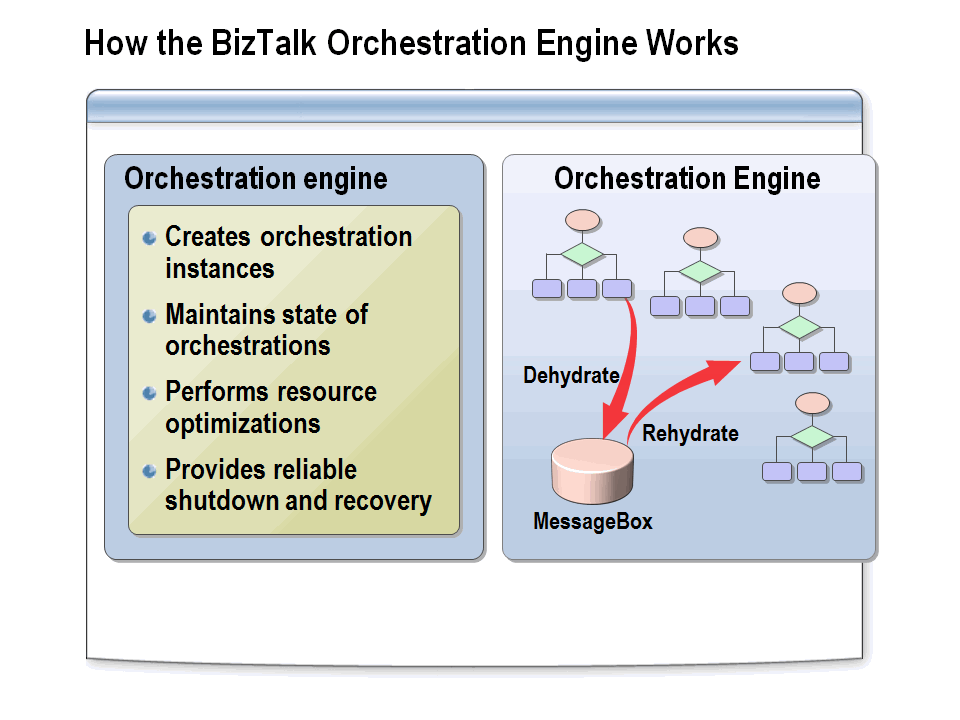 How the BizTalk Orchestration Engine Works
Orchestration engine
Creates orchestration
instances
Maintains state of
orchestrations
Performs resource
optimizations
Provides reliable
shutdown and recovery
Orchestration Engine
Dehydrate
Rehydrate
MessageBox